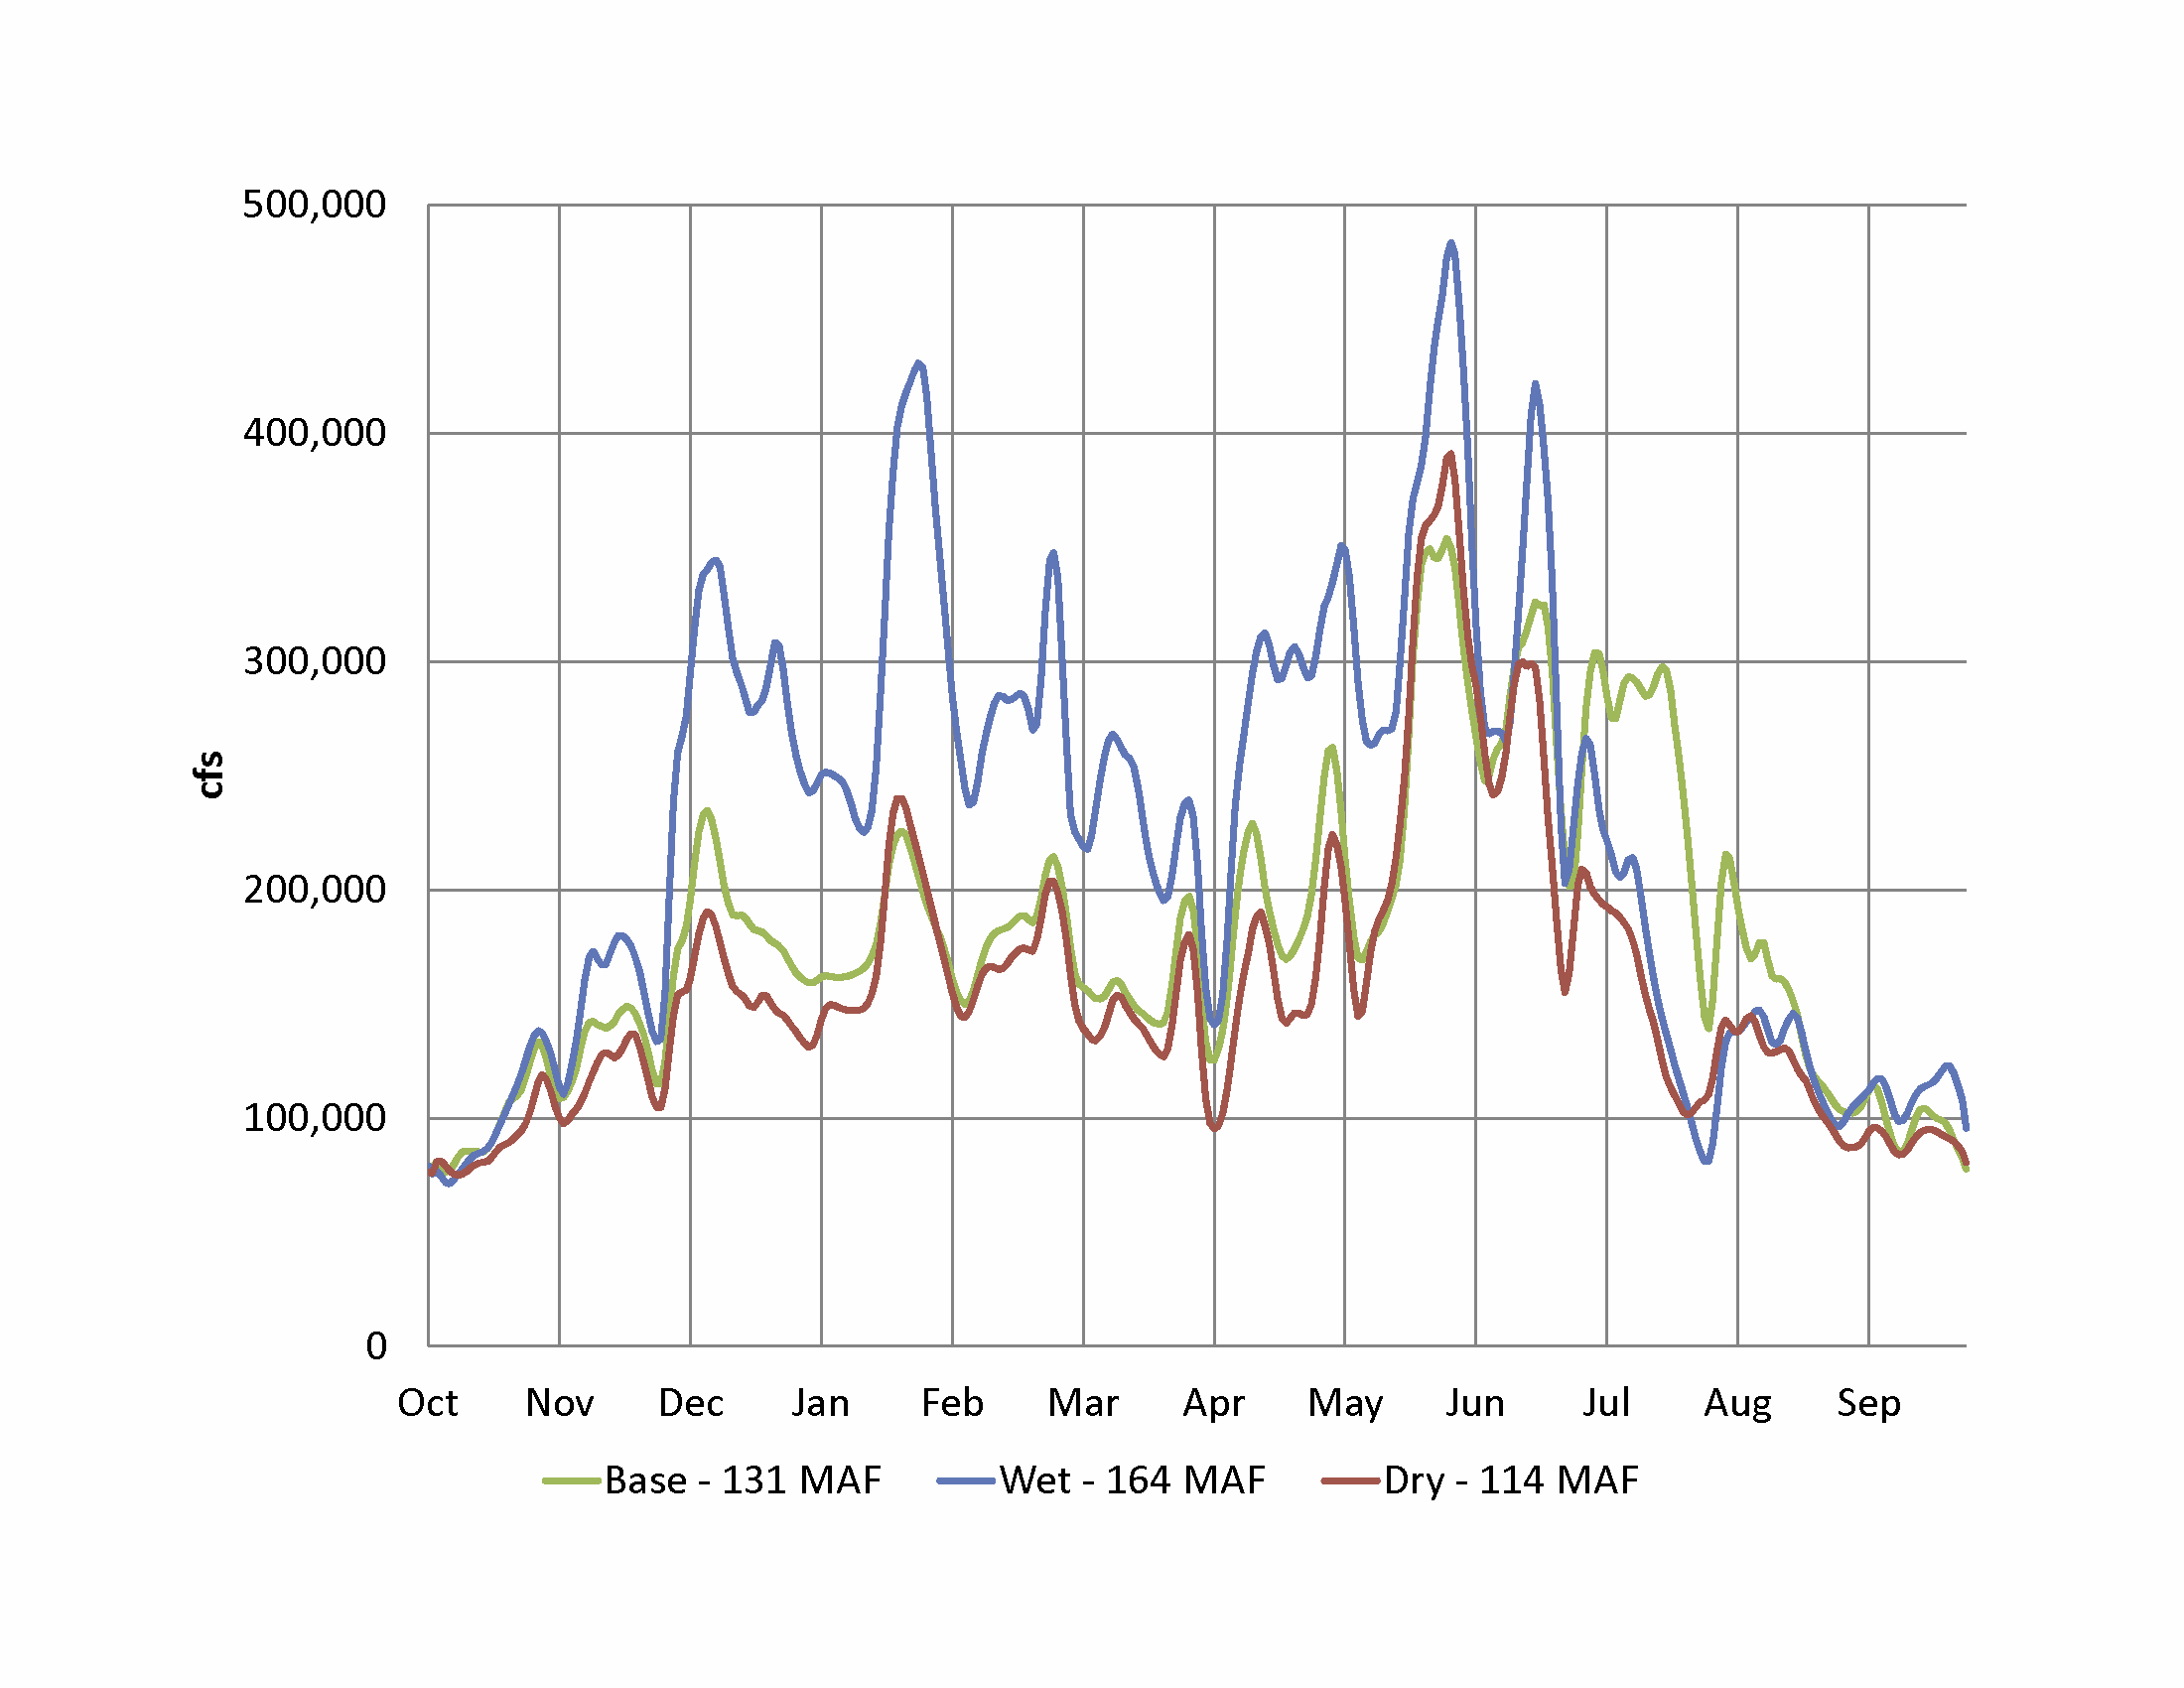 500,000
400,000
300,000
200,000
100,000
0
cfs
Oct Nov Dec Jan Feb Mar Apr May Jun Jul Aug Sep
Base - 131 MAF Wet - 164 MAF Dry - 114 MAF